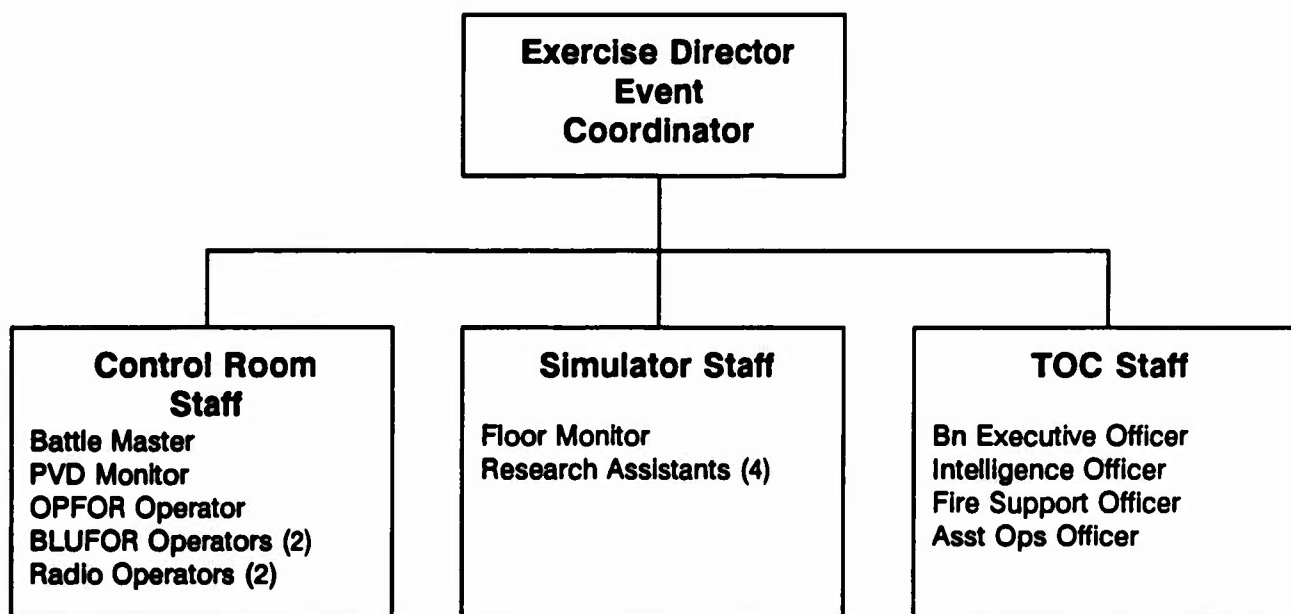 Exercise Director
Event
Coordinator
Control Room
Staff
Battle Master
PVD Monitor
OPFOR Operator
BLUFOR Operators (2)
Radio Operators (2)
Simulator Staff
Floor Monitor
Research Assistants (4)
TOC Staff
Bn Executive Officer
Intelligence Officer
Fire Support Officer
Asst Ops Officer